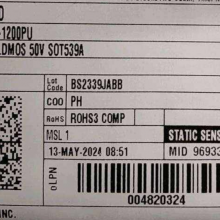 -1200PU
LDMOS 50V SOT539A
Lot Code BS2339JABB
COO PH
RoHS ROHS3 COMP
MSL 1
STATIC SENS
13-MAY-2024 08:51
MID 9693
oLPN
004820324